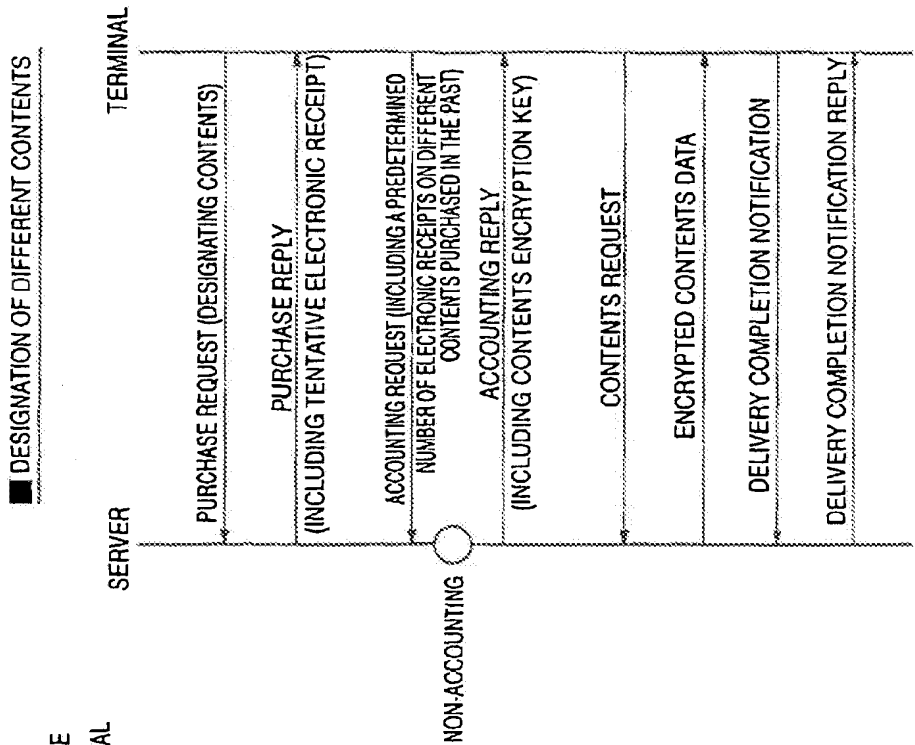 ■ DESIGNATION OF DIFFERENT CONTENTS
SERVER
TERMINAL
PURCHASE REQUEST (DESIGNATING CONTENTS)
PURCHASE REPLY
(INCLUDING TENTATIVE ELECTRONIC RECEIPT)
ACCOUNTING REQUEST (INCLUDING A PREDETERMINED
NUMBER OF ELECTRONIC RECEIPTS ON DIFFERENT
CONTENTS PURCHASED IN THE PAST)
NON-ACCOUNTING
ACCOUNTING REPLY
(INCLUDING CONTENTS ENCRYPTION KEY)
CONTENTS REQUEST
ENCRYPTED CONTENTS DATA
DELIVERY COMPLETION NOTIFICATION
DELIVERY COMPLETION NOTIFICATION REPLY
E
AL